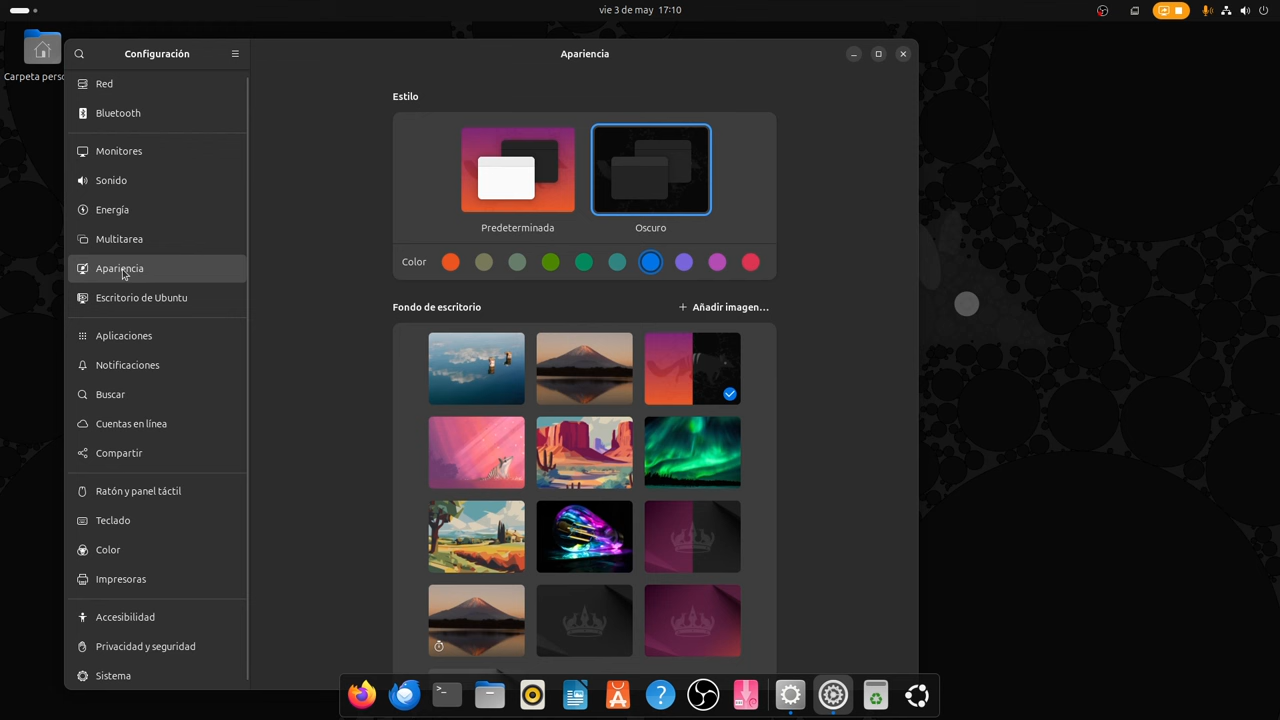 vie 3 de may 17:10
Carpeta perso
Configuración
Apariencia
Red
Bluetooth
Monitores
Sonido
Energía
Multitarea
Apariencia
Escritorio de Ubuntu
Aplicaciones
Notificaciones
Buscar
Cuentas en línea
Compartir
Ratón y panel táctil
Teclado
Color
Impresoras
Accesibilidad
Privacidad y seguridad
Sistema
Estilo
Predeterminada
Oscuro
Color
Fondo de escritorio
Añadir imagen…